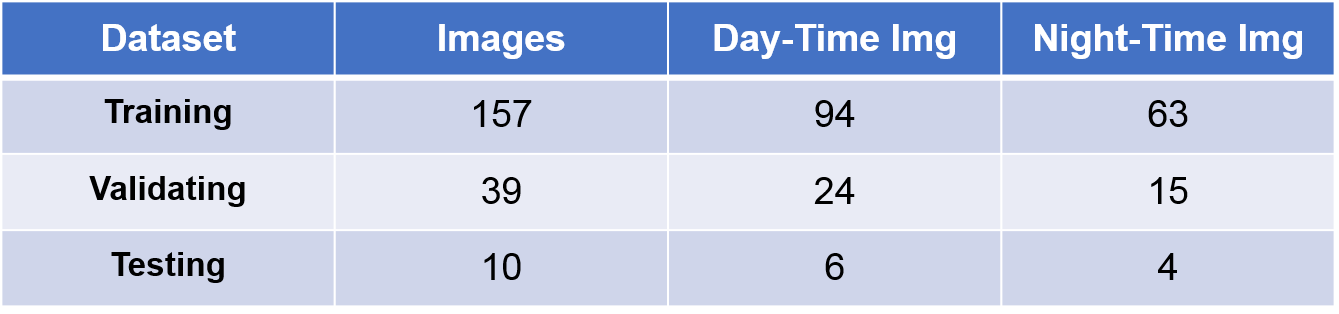 Dataset Images Day-Time Img Night-Time Img
Training 157 94 63
Validating 39 24 15
Testing 10 6 4